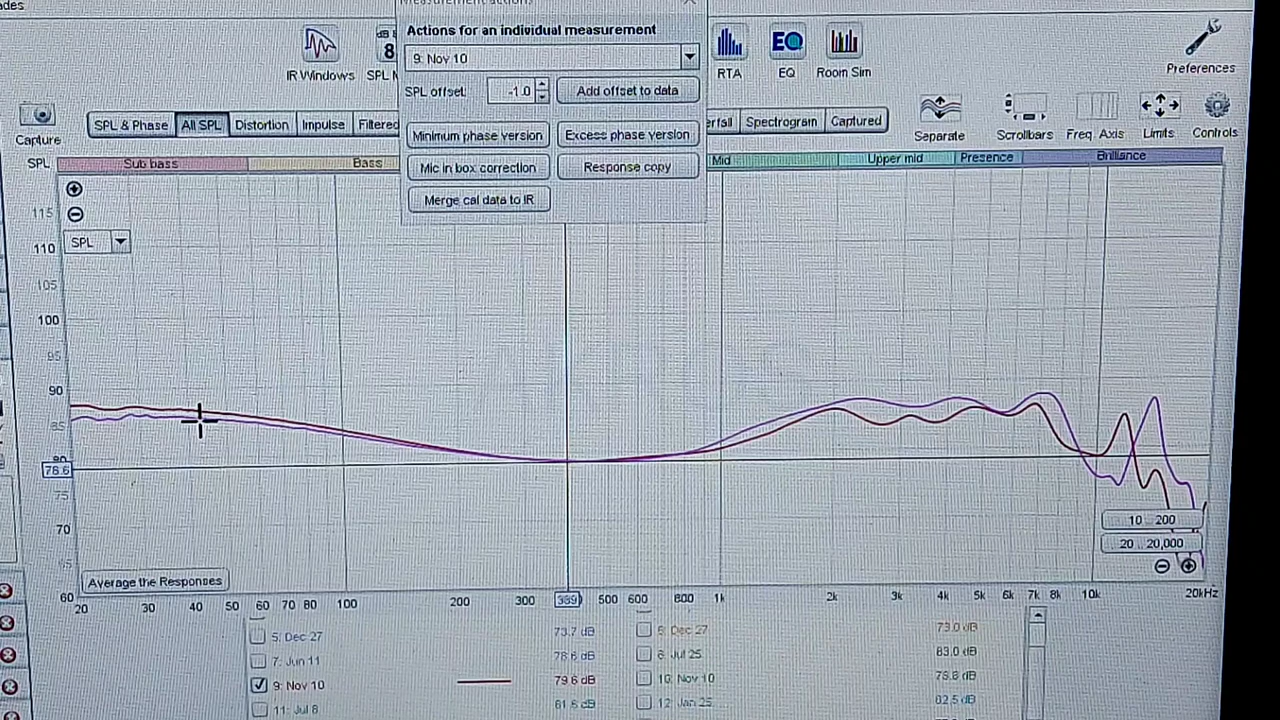 Actions for an individual measurement
9: Nov 10
SPL offset: -1.0 Add offset to data
Minimum phase version Excess phase version
Mic in box correction Response copy
Merge cal data to IR
IR Windows
RTA EQ Room Sim
Preferences
Capture
SPL & Phase All SPL Distortion Impulse Filtered
Spectrogram Captured
Separate Scrollbars Freq. Axis Limits Controls
SPL Sub bass Bass Mid Upper mid Presence Brilliance
115
SPL
110
105
100
95
90
85
80
78.6
75
70
60
Average the Responses
10 .. 200
20 .. 20,000
20 30 40 50 60 70 80 100 200 300 389 500 600 800 1k 2k 3k 4k 5k 6k 7k 8k 10k 20kHz
5: Dec 27 73.7 dB 6: Dec 27 73.0 dB
7: Jun 11 78.6 dB 8: Jul 25 83.0 dB
9: Nov 10 79.6 dB 10: Nov 10
11: Jul 8 12: Jan 25 82.5 dB